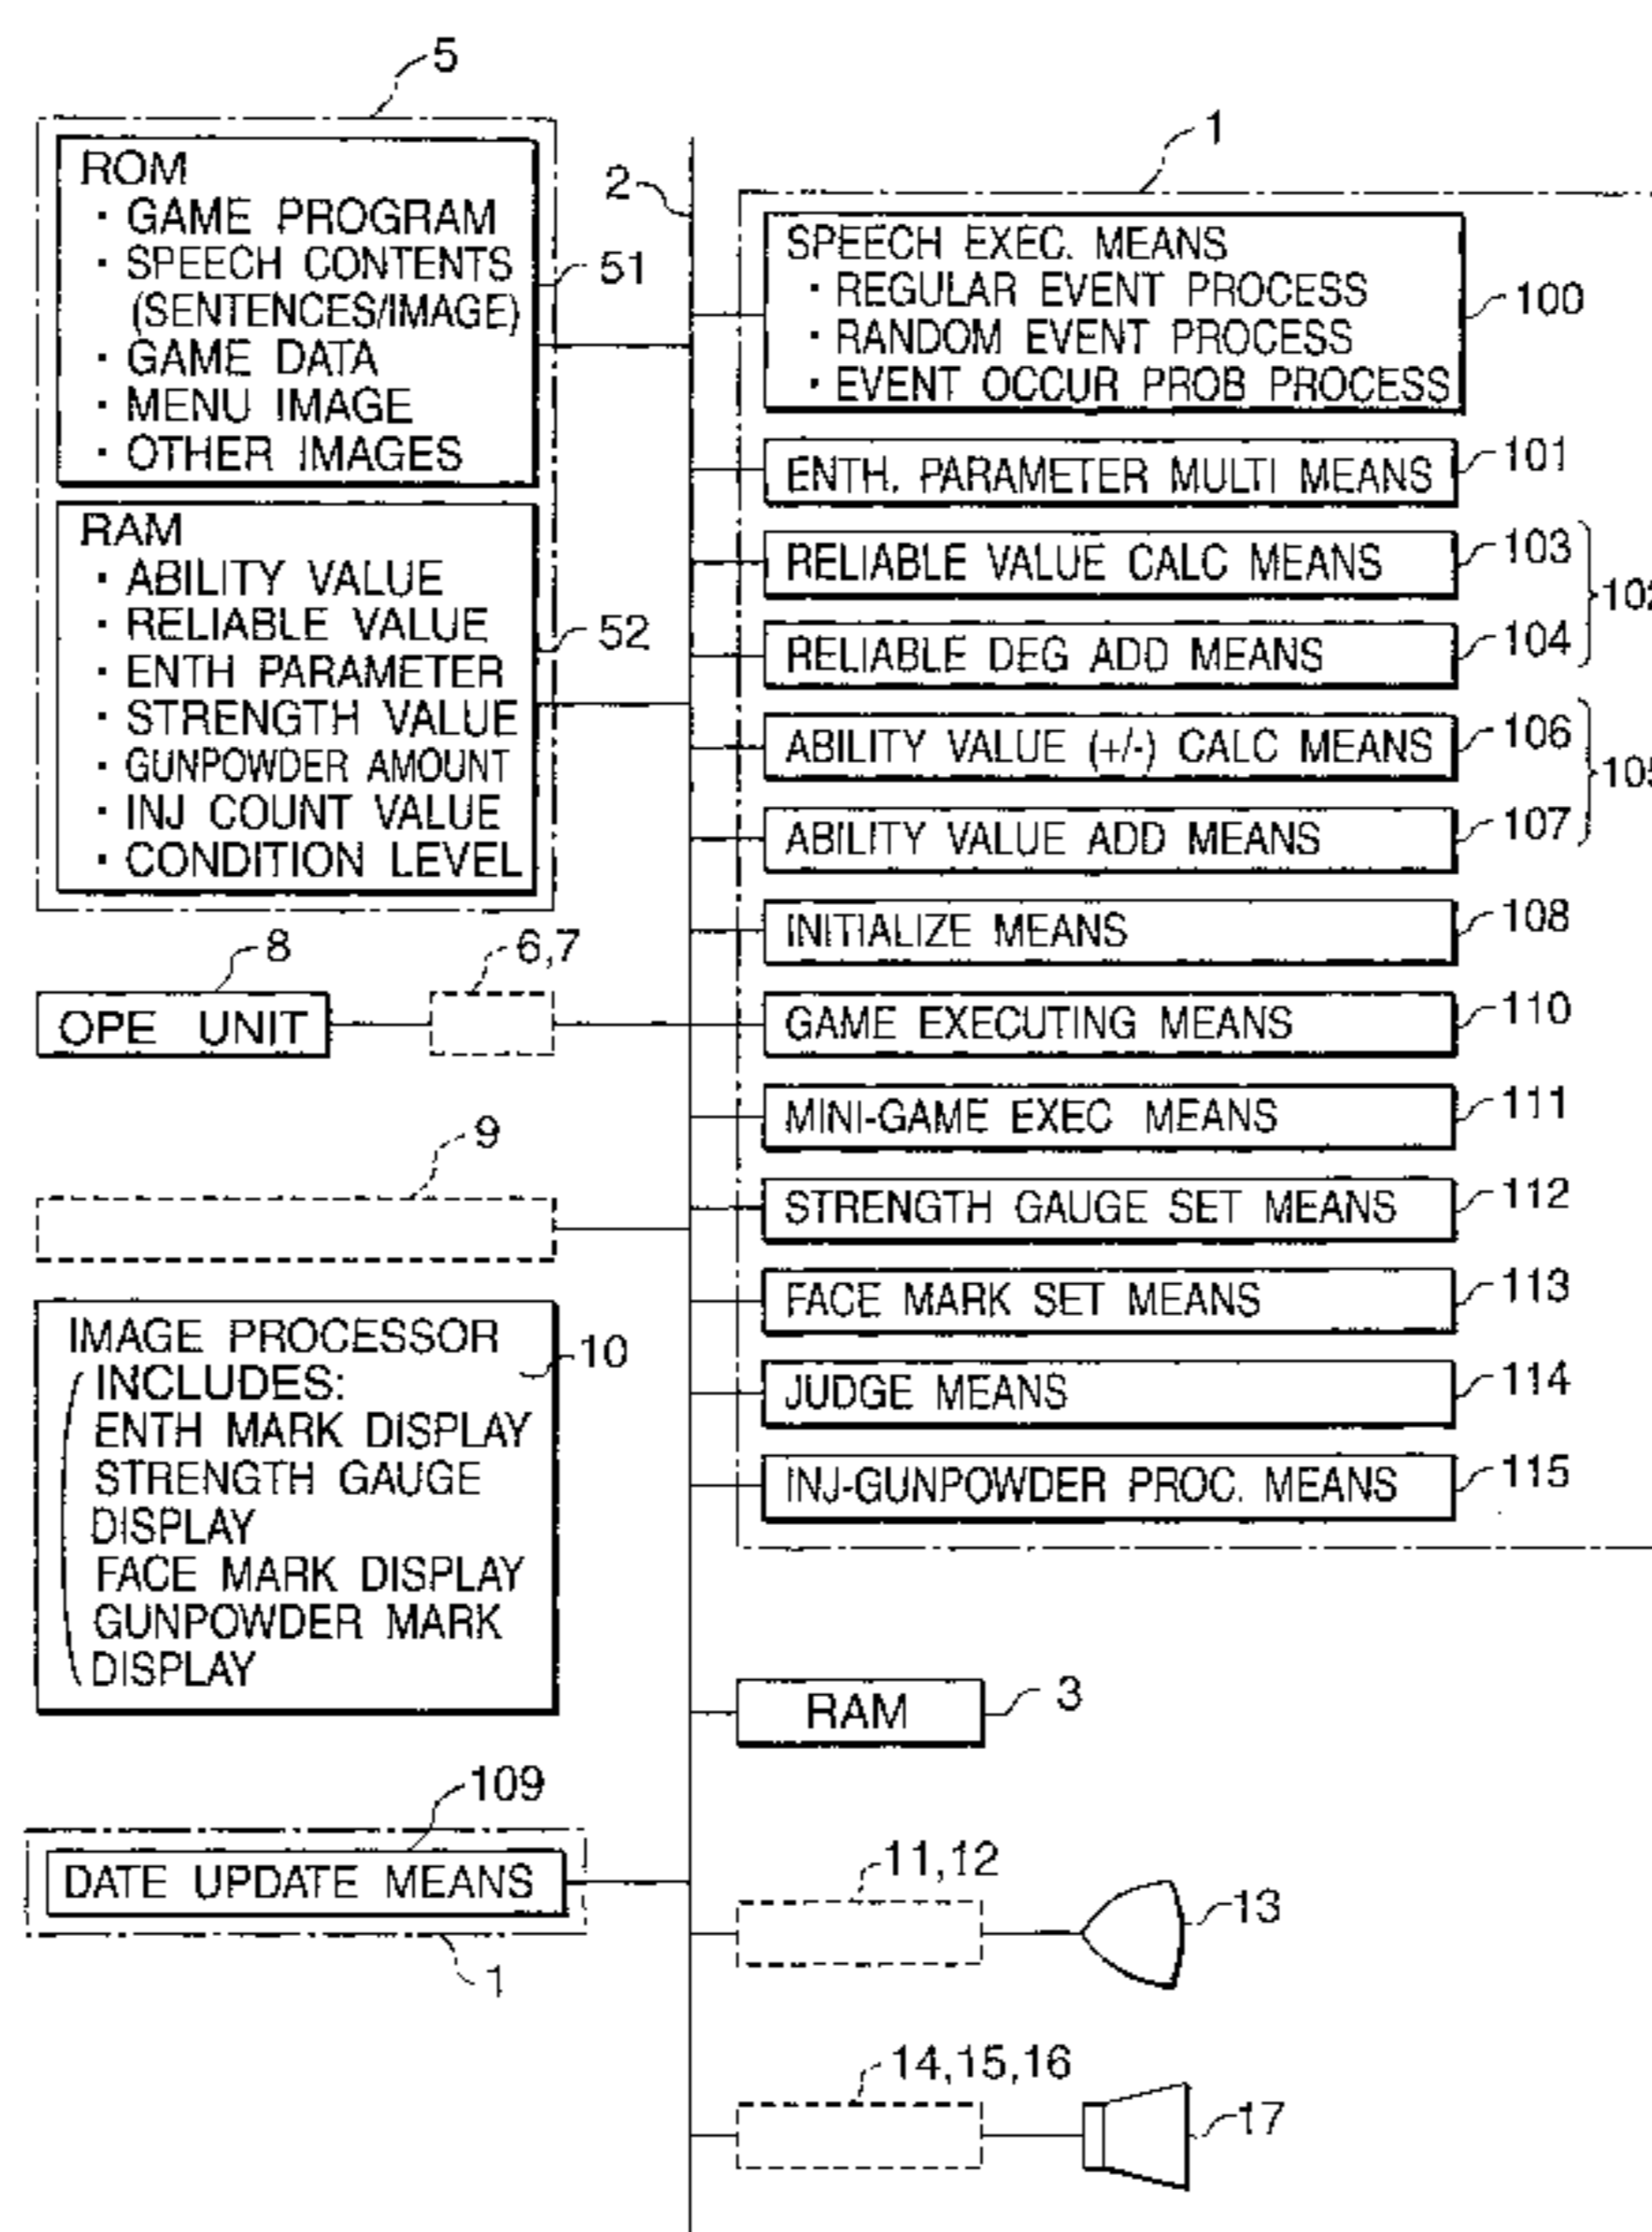 5
ROM
· GAME PROGRAM
· SPEECH CONTENTS
(SENTENCES/IMAGE)
· GAME DATA
· MENU IMAGE
· OTHER IMAGES
51
RAM
· ABILITY VALUE
· RELIABLE VALUE
· ENTH PARAMETER
· STRENGTH VALUE
· GUNPOWDER AMOUNT
· INJ COUNT VALUE
· CONDITION LEVEL
52
8
OPE UNIT
6,7
9
IMAGE PROCESSOR
INCLUDES:
ENTH MARK DISPLAY
STRENGTH GAUGE
DISPLAY
FACE MARK DISPLAY
GUNPOWDER MARK
DISPLAY
10
109
DATE UPDATE MEANS
1
2
1
SPEECH EXEC. MEANS
· REGULAR EVENT PROCESS
· RANDOM EVENT PROCESS
· EVENT OCCUR PROB PROCESS
100
ENTH. PARAMETER MULTI MEANS
101
RELIABLE VALUE CALC MEANS
103
RELIABLE DEG ADD MEANS
104
ABILITY VALUE (+/-) CALC MEANS
106
ABILITY VALUE ADD MEANS
107
INITIALIZE MEANS
108
GAME EXECUTING MEANS
110
MINI-GAME EXEC MEANS
111
STRENGTH GAUGE SET MEANS
112
FACE MARK SET MEANS
113
JUDGE MEANS
114
INJ-GUNPOWDER PROC. MEANS
115
RAM
3
11,12
13
14,15,16
17